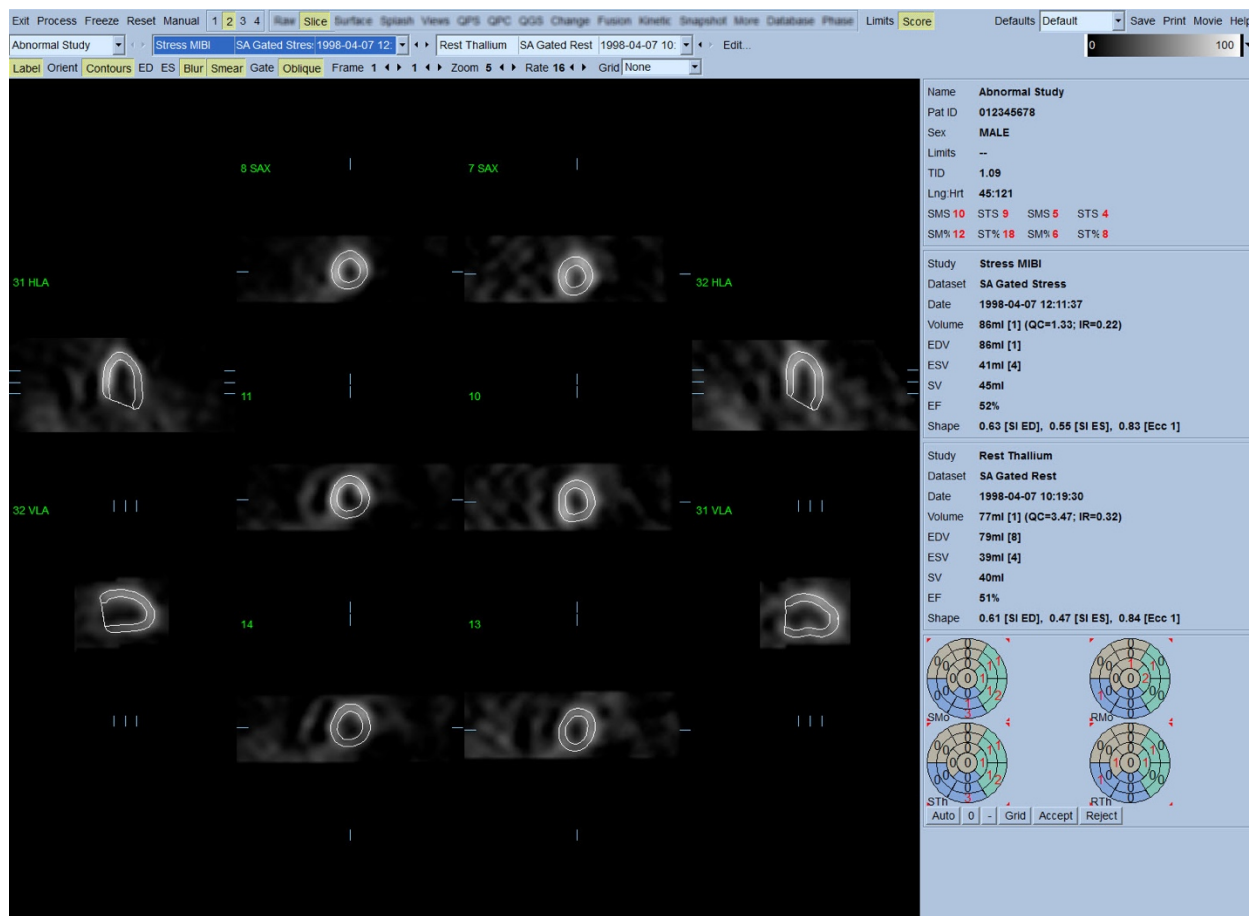 Exit Process Freeze Reset Manual 1 2 3 4 Raw Slice Surface Splash Views QPS QPC QGS Change Fusion Kinetic Snapshot More Database Phase Limits Score Defaults Default Save Print Movie Help
Abnormal Study Stress MIBI SA Gated Stres 1998-04-07 12: Rest Thallium SA Gated Rest 1998-04-07 10: Edit...
0 100
Label Orient Contours ED ES Blur Smear Gate Oblique Frame 1 1 Zoom 5 Rate 16 Grid None
8 SAX 7 SAX
31 HLA 32 HLA
11 10
32 VLA 31 VLA
14 13
Name Abnormal Study
Pat ID 012345678
Sex MALE
Limits --
TID 1.09
Lng:Hrt 45:121
SMS 10 STS 9 SMS 5 STS 4
SM% 12 ST% 18 SM% 6 ST% 8
Study Stress MIBI
Dataset SA Gated Stress
Date 1998-04-07 12:11:37
Volume 86ml [1] (QC=1.33; IR=0.22)
EDV 86ml [1]
ESV 41ml [4]
SV 45ml
EF 52%
Shape 0.63 [SI ED], 0.55 [SI ES], 0.83 [Ecc 1]
Study Rest Thallium
Dataset SA Gated Rest
Date 1998-04-07 10:19:30
Volume 77ml [1] (QC=3.47; IR=0.32)
EDV 79ml [8]
ESV 39ml [4]
SV 40ml
EF 51%
Shape 0.61 [SI ED], 0.47 [SI ES], 0.84 [Ecc 1]
SMo RMo
STh RTh
Auto 0 - Grid Accept Reject